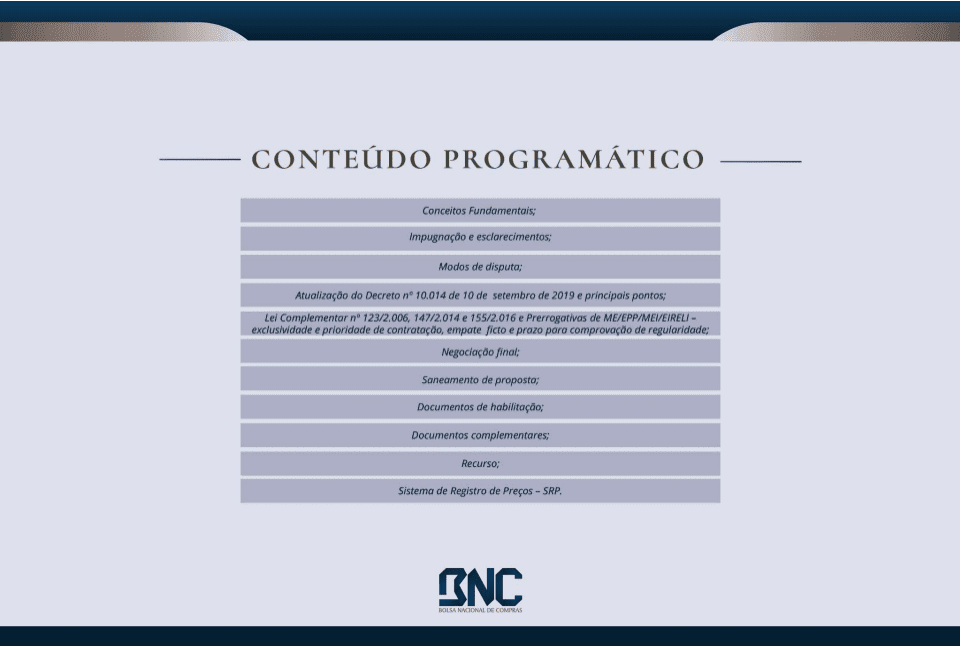 CONTEÚDO PROGRAMÁTICO
Conceitos Fundamentais;
Impugnação e esclarecimentos;
Modos de disputa;
Atualização do Decreto nº 10.014 de 10 de setembro de 2019 e principais pontos;
Lei Complementar nº 123/2.006, 147/2.014 e 155/2.016 e Prerrogativas de ME/EPP/MEI/EIRELI –
exclusividade e prioridade de contratação, empate ficto e prazo para comprovação de regularidade;
Negociação final;
Saneamento de proposta;
Documentos de habilitação;
Documentos complementares;
Recurso;
Sistema de Registro de Preços – SRP.
BNC
BOLSA NACIONAL DE COMPRAS